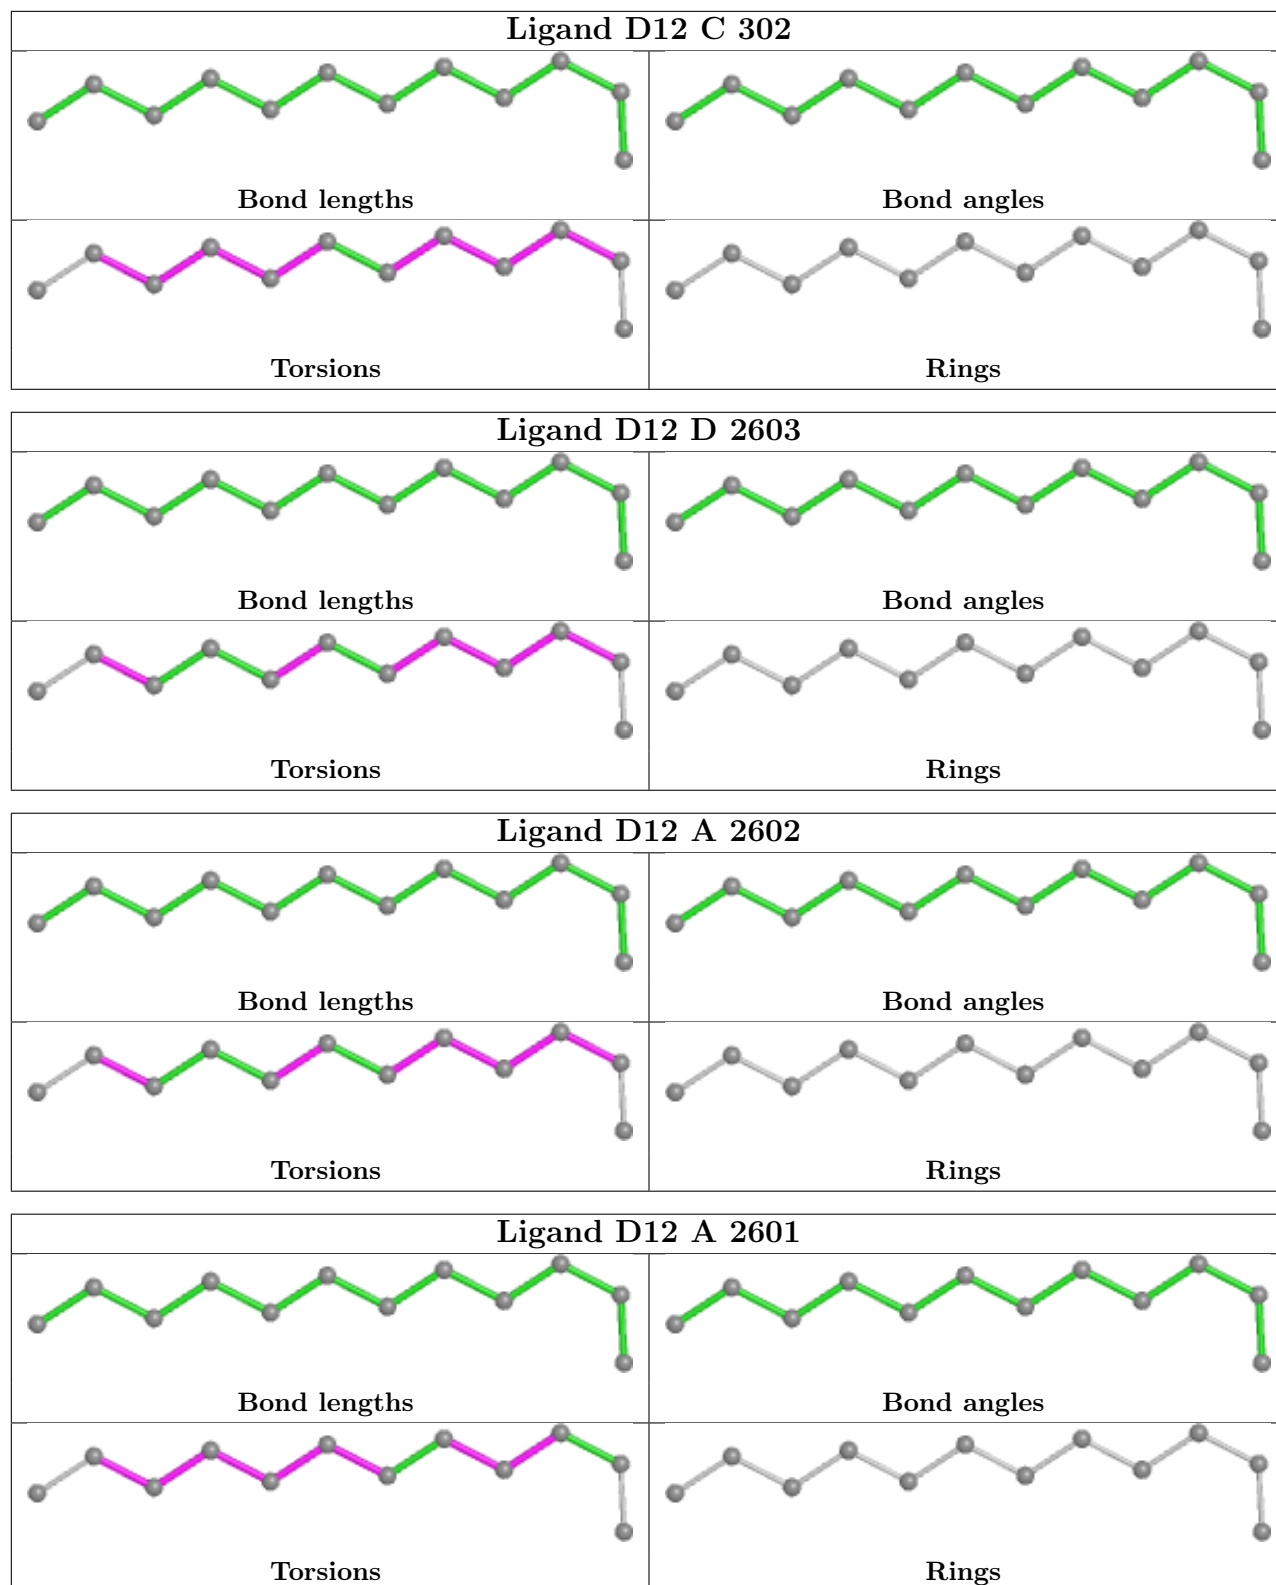 Ligand D12 C 302
Bond lengths
Bond angles
Torsions
Rings
Ligand D12 D 2603
Bond lengths
Bond angles
Torsions
Rings
Ligand D12 A 2602
Bond lengths
Bond angles
Torsions
Rings
Ligand D12 A 2601
Bond lengths
Bond angles
Torsions
Rings